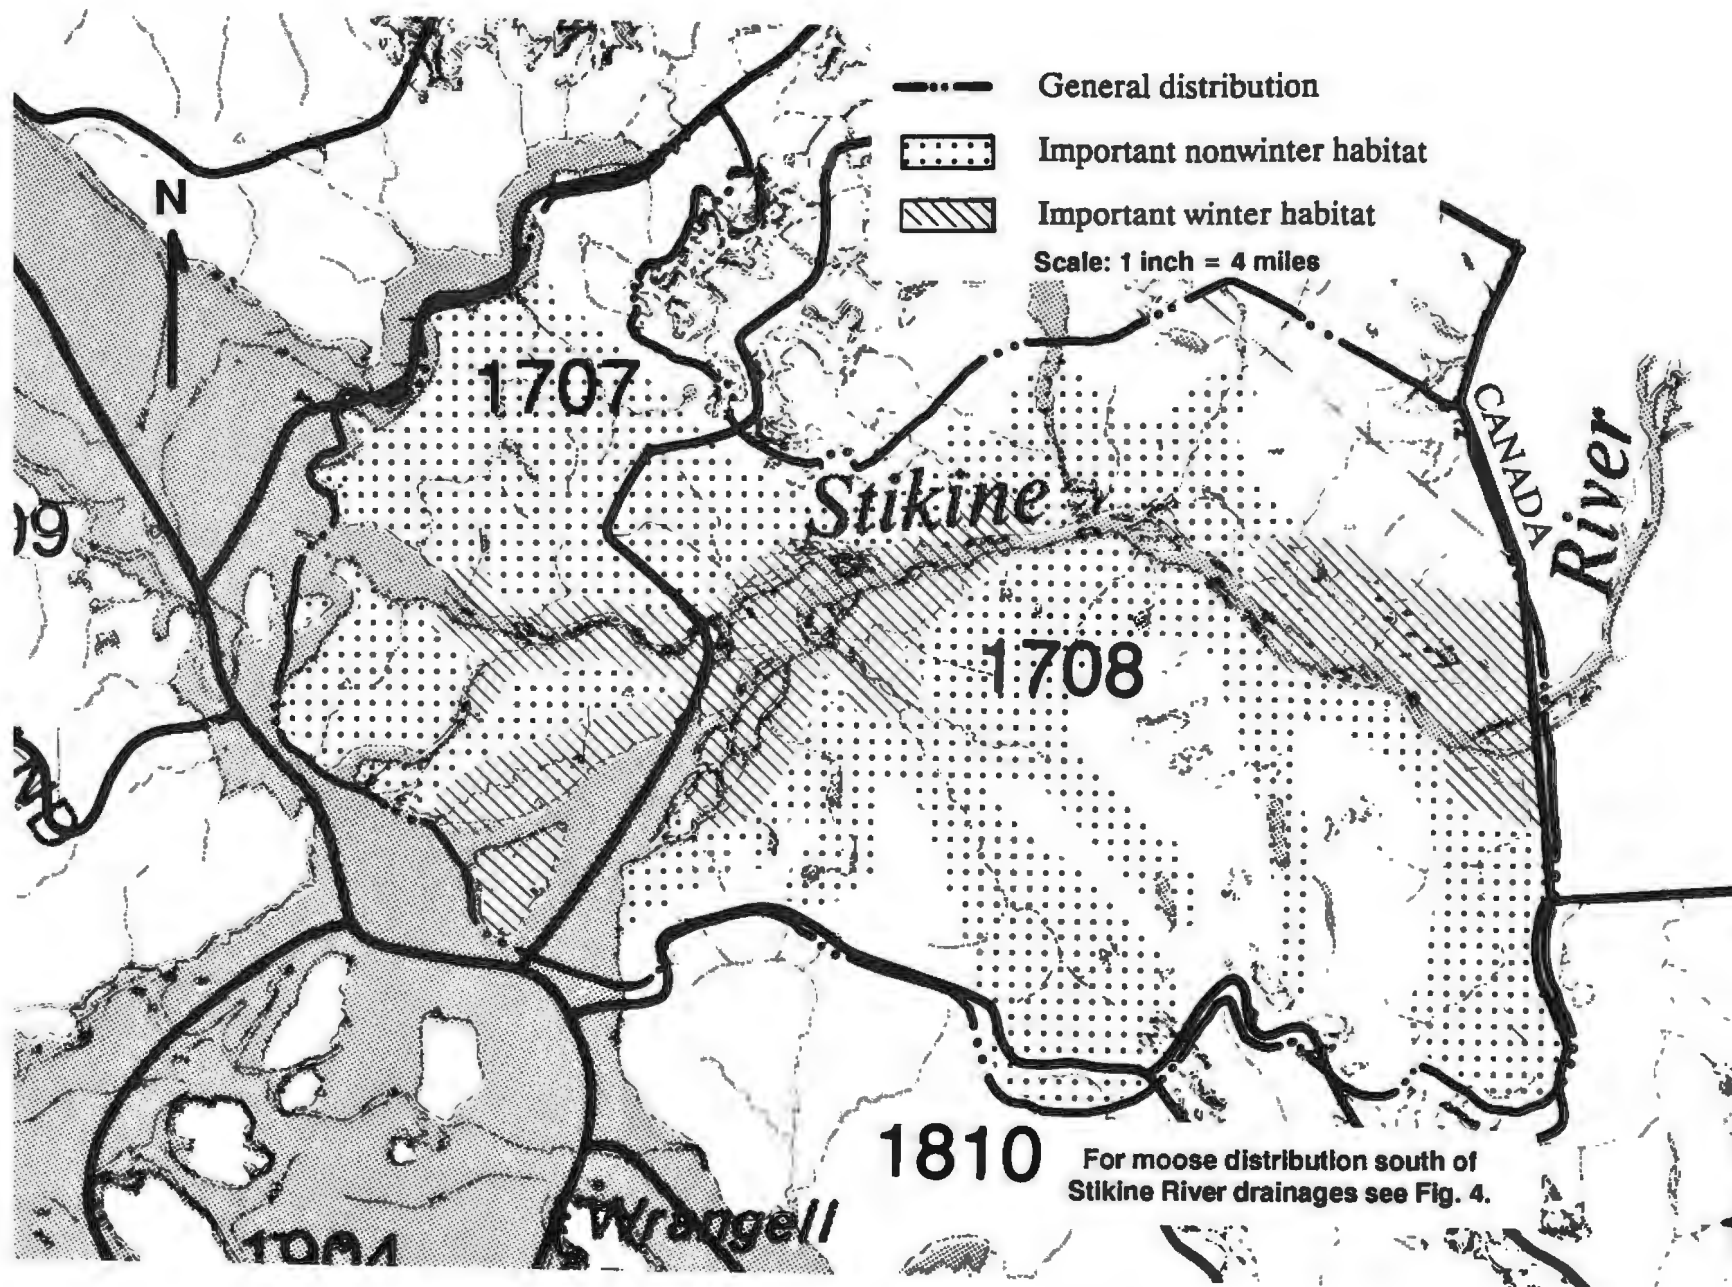 General distribution
Important nonwinter habitat
Important winter habitat
Scale: 1 inch = 4 miles
N
1707
CANADA
River
Stikine
1708
1810
For moose distribution south of
Stikine River drainages see Fig. 4.
Wrangell